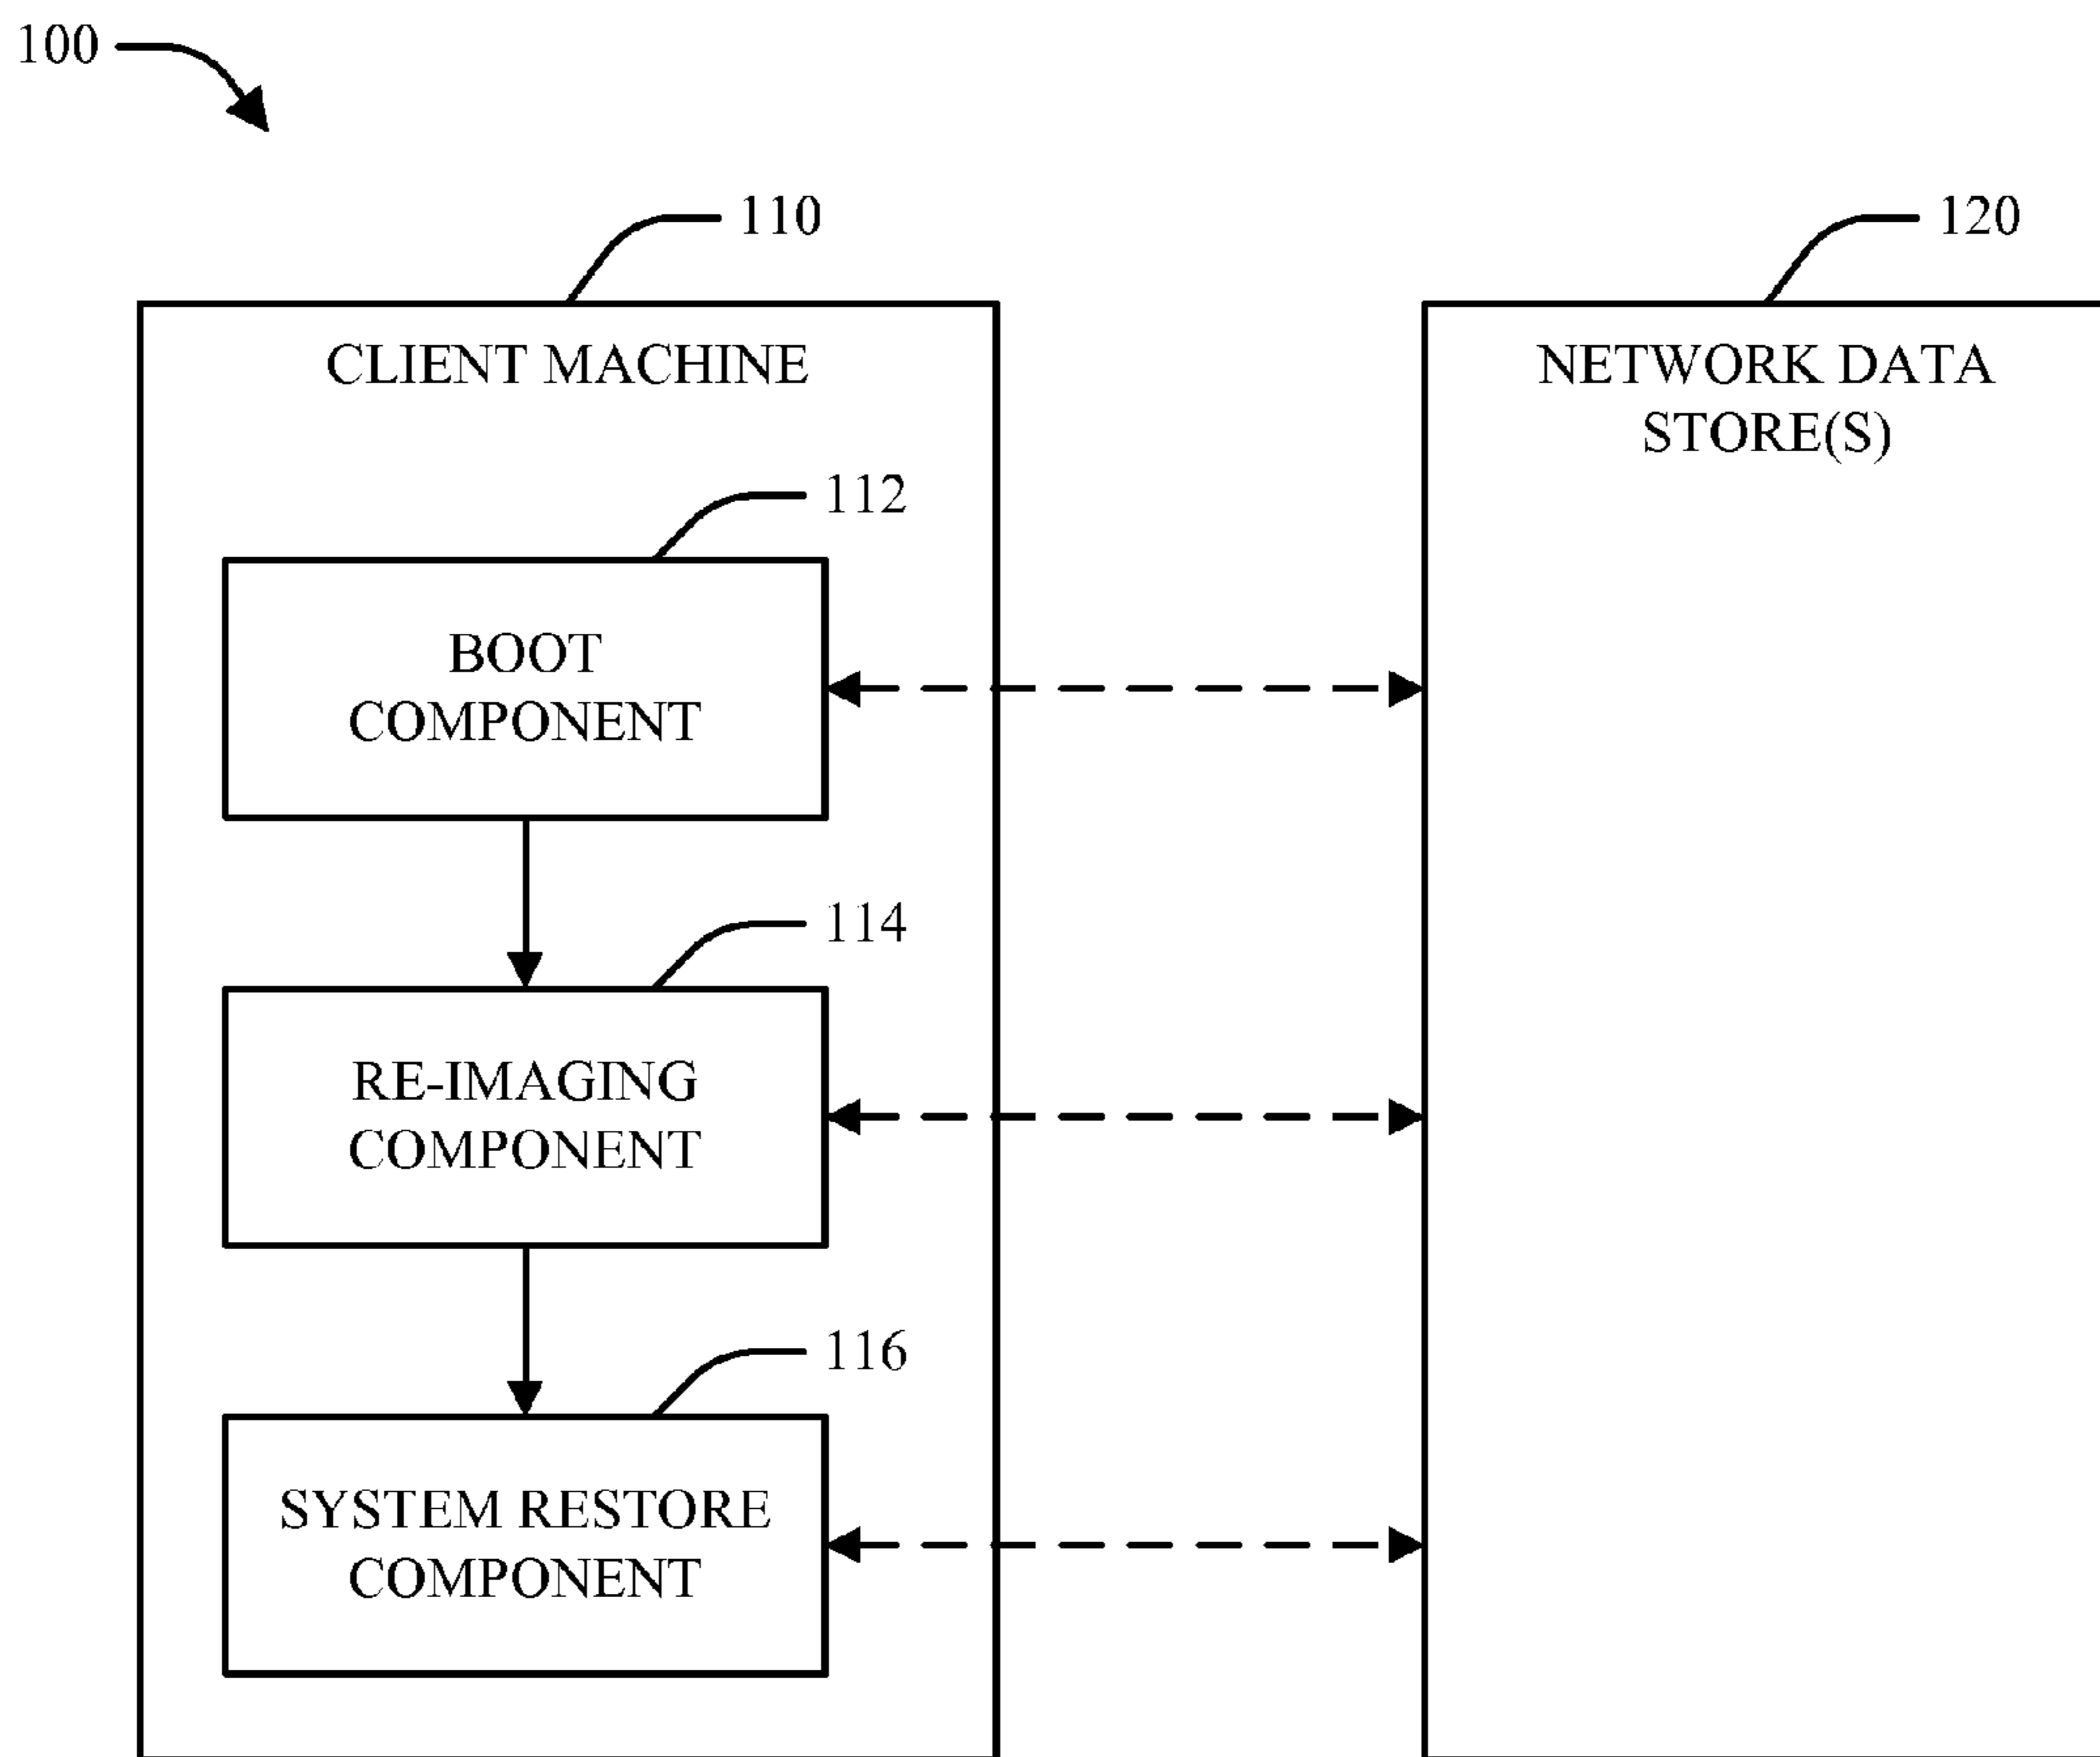 100
110
120
CLIENT MACHINE
NETWORK DATA
STORE(S)
112
BOOT
COMPONENT
114
RE-IMAGING
COMPONENT
116
SYSTEM RESTORE
COMPONENT